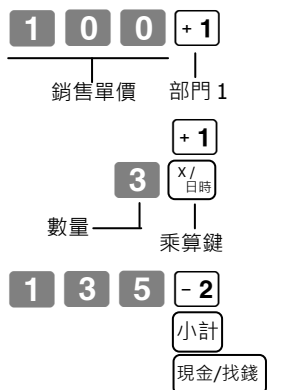 1 0 0 + 1
銷售單價 部門 1
+ 1
3 X/日時
數量
乘算鍵
1 3 5 - 2
小計
現金/找錢